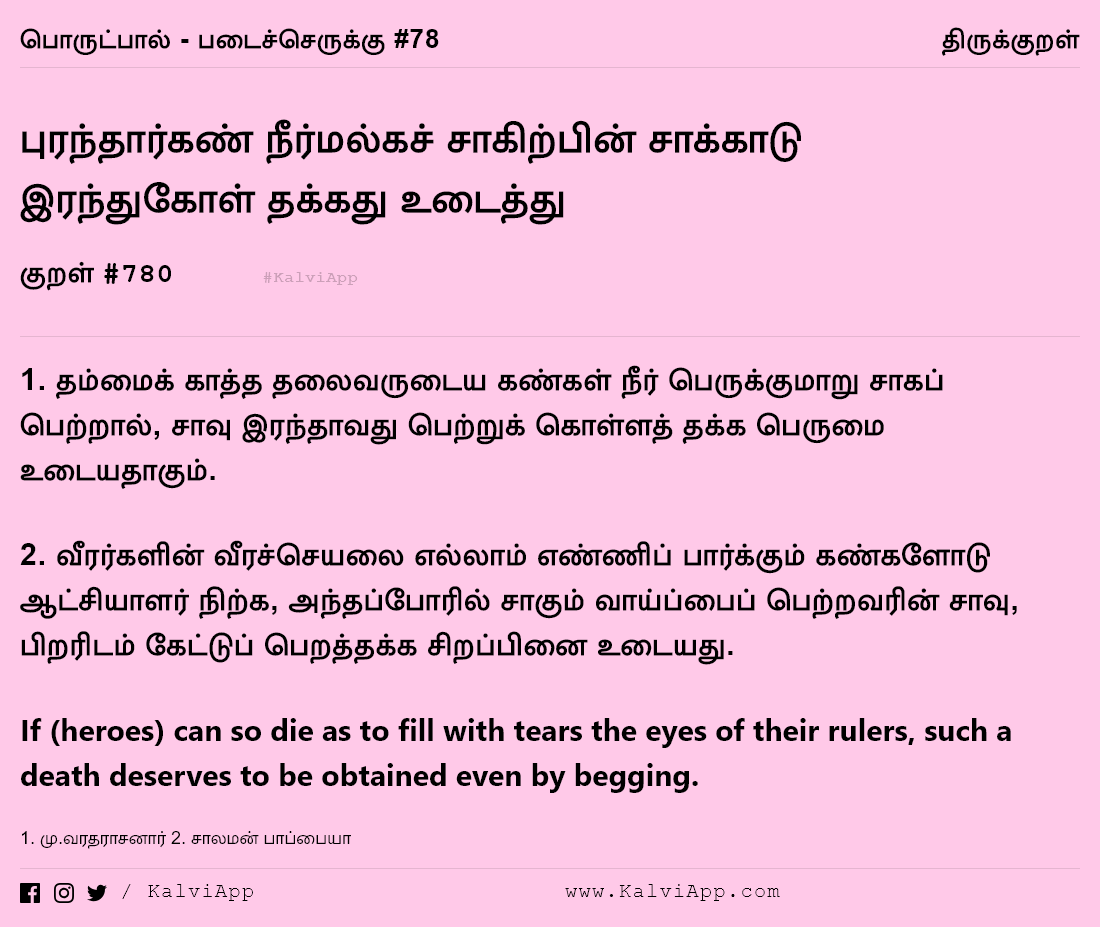 பொருட்பால் - படைச்செருக்கு #78 திருக்குறள்
புரந்தார்கண் நீர்மல்கச் சாகிற்பின் சாக்காடு
இரந்துகோள் தக்கது உடைத்து
குறள் #780 #KalviApp
1. தம்மைக் காத்த தலைவருடைய கண்கள் நீர் பெருக்குமாறு சாகப்
பெற்றால், சாவு இரந்தாவது பெற்றுக் கொள்ளத் தக்க பெருமை
உடையதாகும்.
2. வீரர்களின் வீரச்செயலை எல்லாம் எண்ணிப் பார்க்கும் கண்களோடு
ஆட்சியாளர் நிற்க, அந்தப்போரில் சாகும் வாய்ப்பைப் பெற்றவரின் சாவு,
பிறரிடம் கேட்டுப் பெறத்தக்க சிறப்பினை உடையது.
If (heroes) can so die as to fill with tears the eyes of their rulers, such a
death deserves to be obtained even by begging.
1. மு.வரதராசனார் 2. சாலமன் பாப்பையா
/ KalviApp www.KalviApp.com